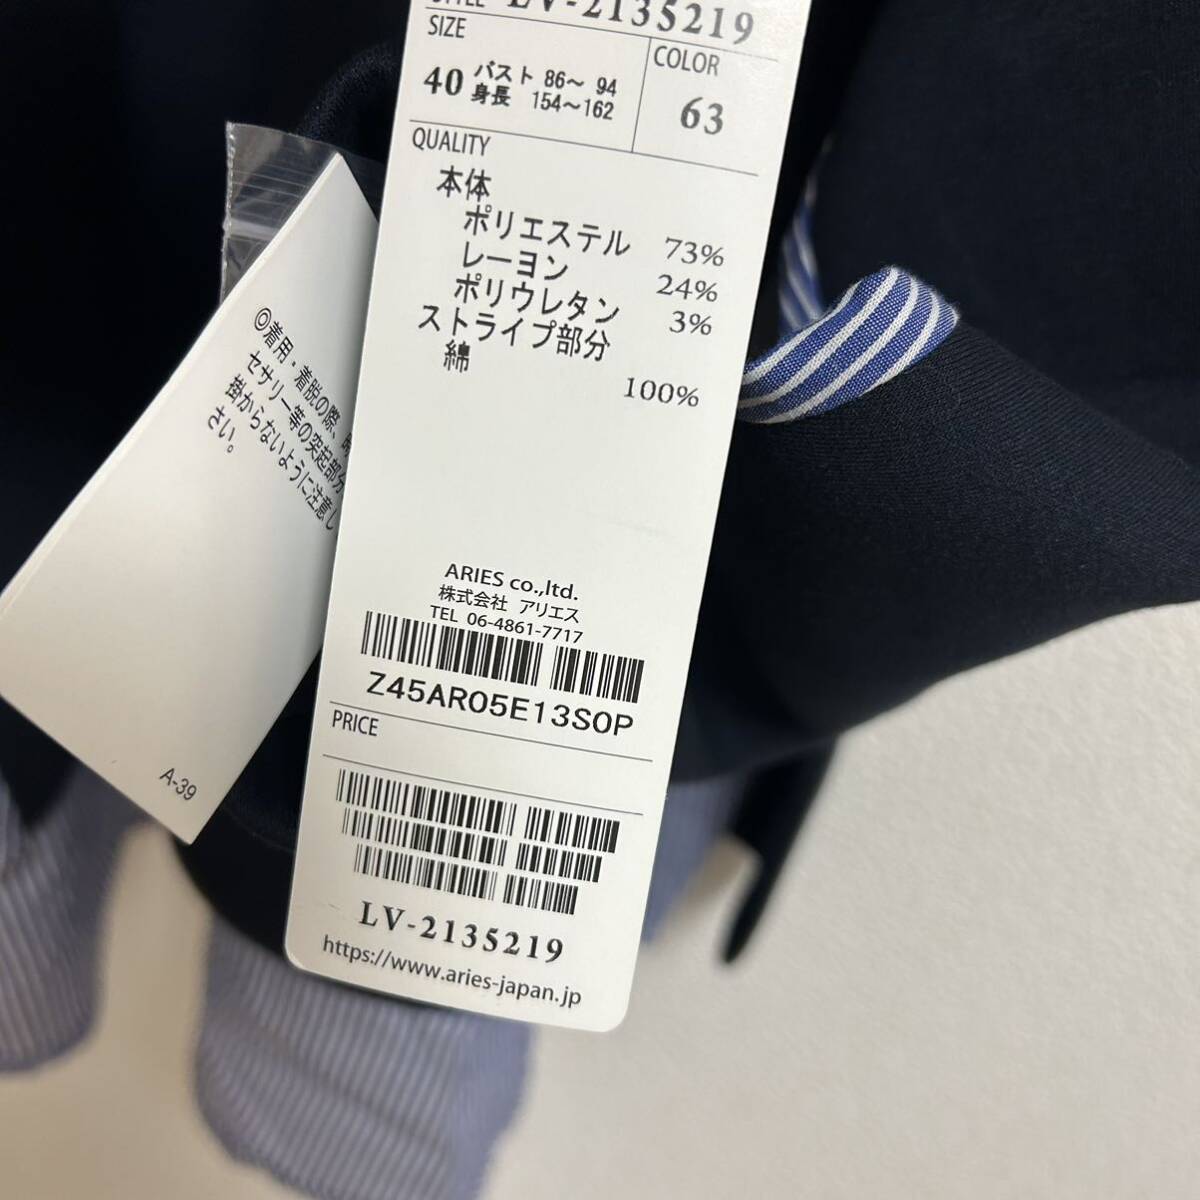 STYLE LV-2135219
SIZE
40 バスト 86～ 94
身長 154～162
COLOR
63
QUALITY
本体
ポリエステル 73%
レーヨン 24%
ポリウレタン 3%
ストライプ部分
綿 100%
ARIES co.,ltd.
株式会社 アリエス
TEL 06-4861-7717
Z45AR05E13S0P
PRICE
LV-2135219
https://www.aries-japan.jp
◎着用・着脱の際、
セサリー等の突起部分
掛からないように注意し
さい。
A-39